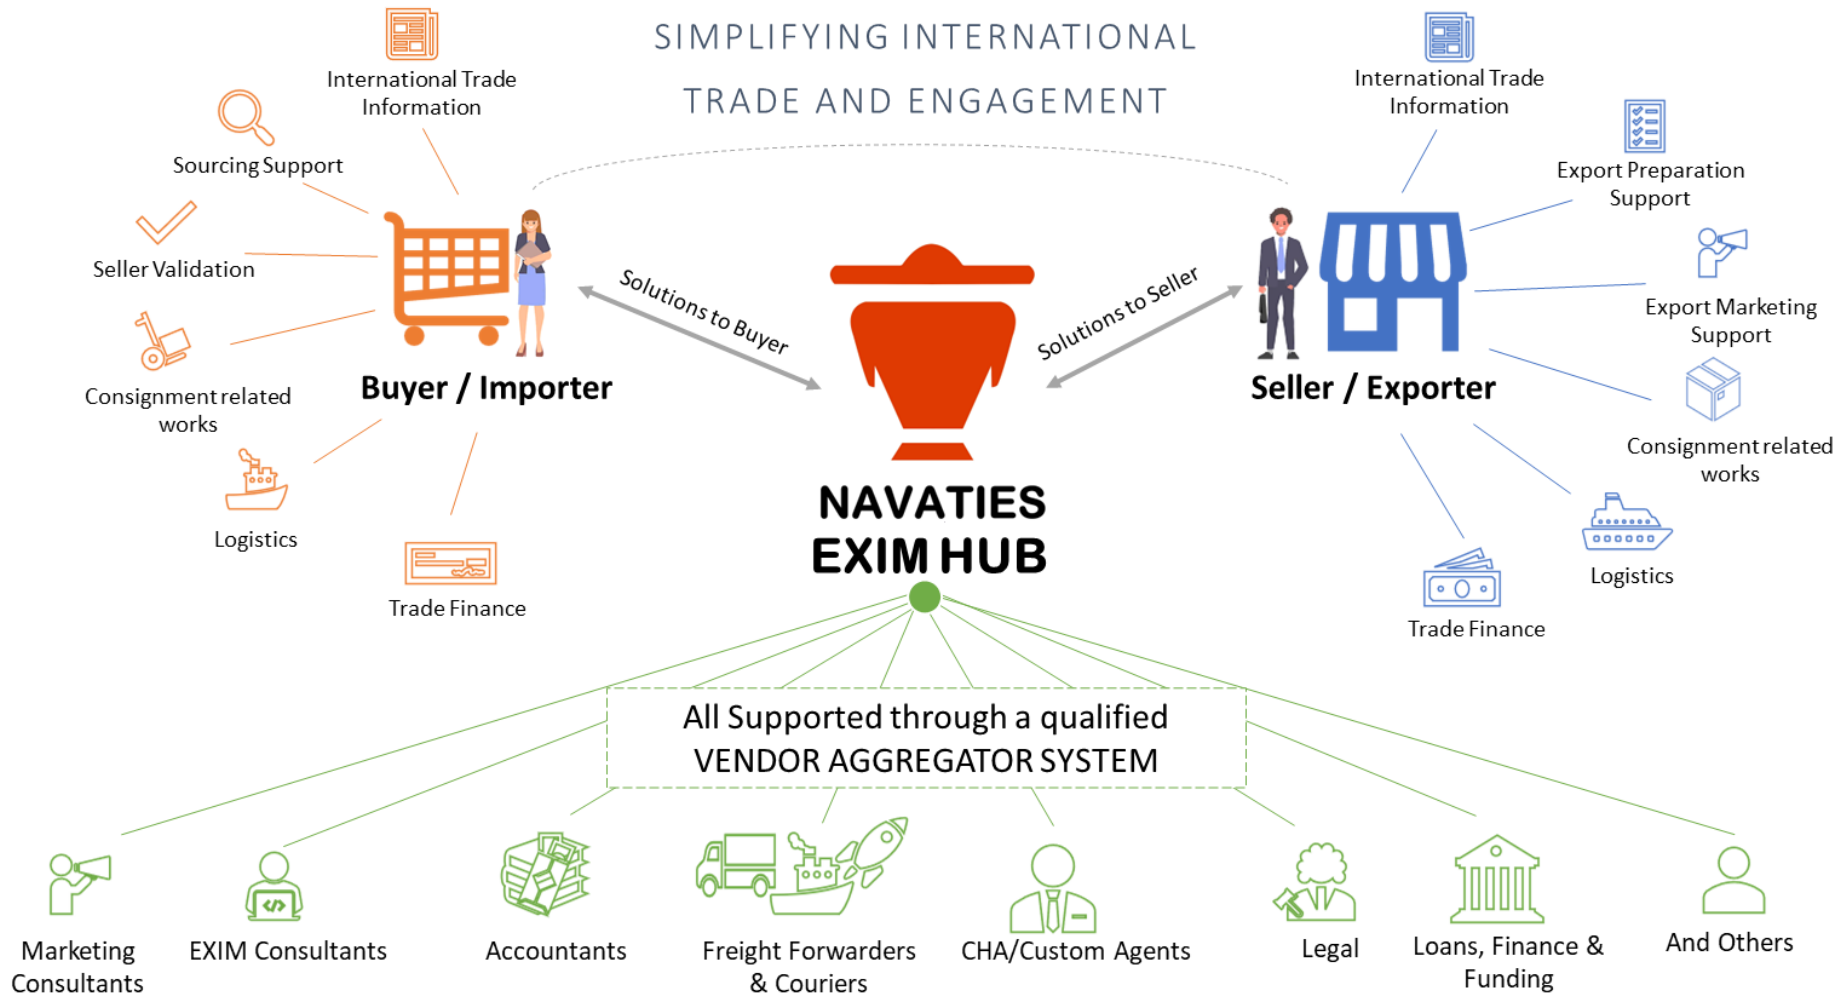 SIMPLIFYING INTERNATIONAL
TRADE AND ENGAGEMENT
International Trade
Information
Sourcing Support
Seller Validation
Consignment related
works
Logistics
Trade Finance
Buyer / Importer
Solutions to Buyer
NAVATIES
EXIM HUB
Solutions to Seller
Seller / Exporter
International Trade
Information
Export Preparation
Support
Export Marketing
Support
Consignment related
works
Logistics
Trade Finance
All Supported through a qualified
VENDOR AGGREGATOR SYSTEM
Marketing
Consultants
EXIM Consultants
Accountants
Freight Forwarders
& Couriers
CHA/Custom Agents
Legal
Loans, Finance &
Funding
And Others